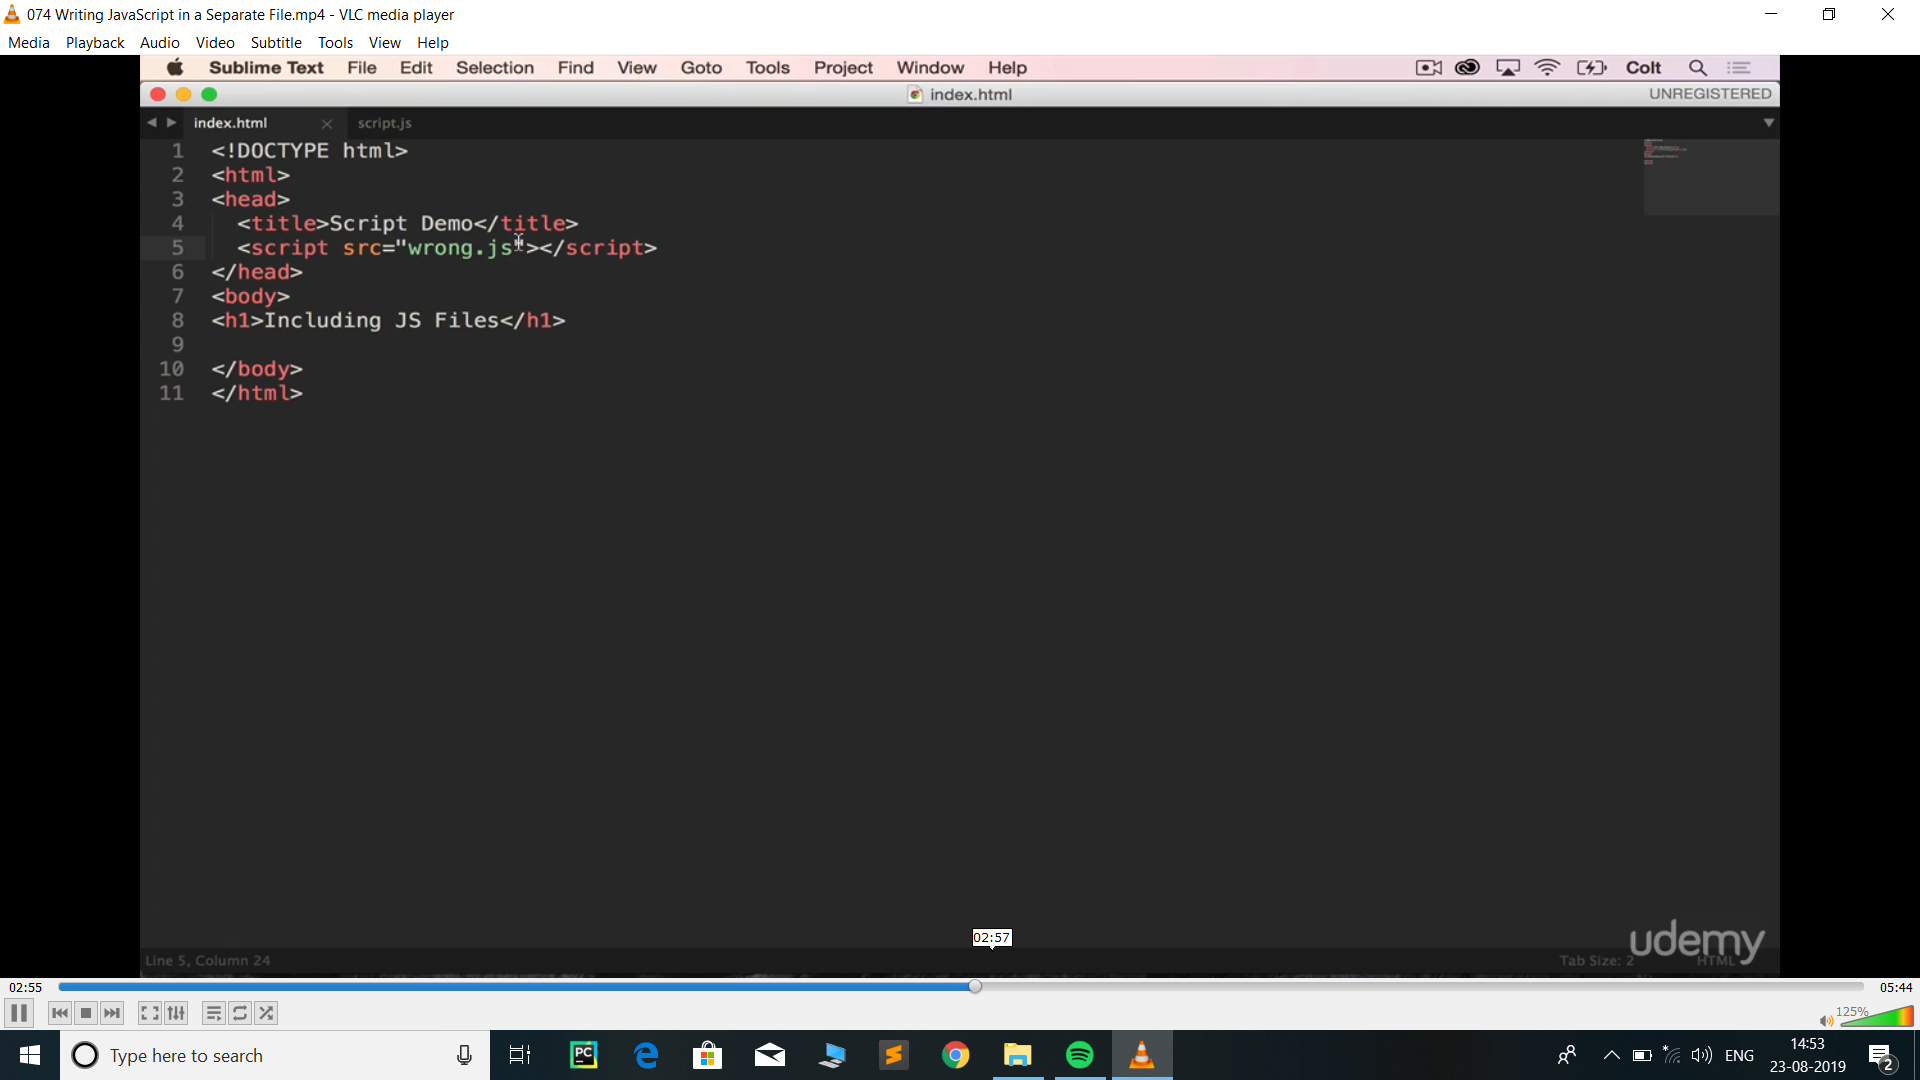 074 Writing JavaScript in a Separate File.mp4 - VLC media player
Media Playback Audio Video Subtitle Tools View Help
Sublime Text File Edit Selection Find View Goto Tools Project Window Help Colt
index.html UNREGISTERED
index.html script.js
1 <!DOCTYPE html>
2 <html>
3 <head>
4 <title>Script Demo</title>
5 <script src="wrong.js"></script>
6 </head>
7 <body>
8 <h1>Including JS Files</h1>
9
10 </body>
11 </html>
02:57
udemy
Line 5, Column 24 Tab Size: 2 HTML
02:55 05:44
125%
Type here to search PC ENG 14:53
23-08-2019 2